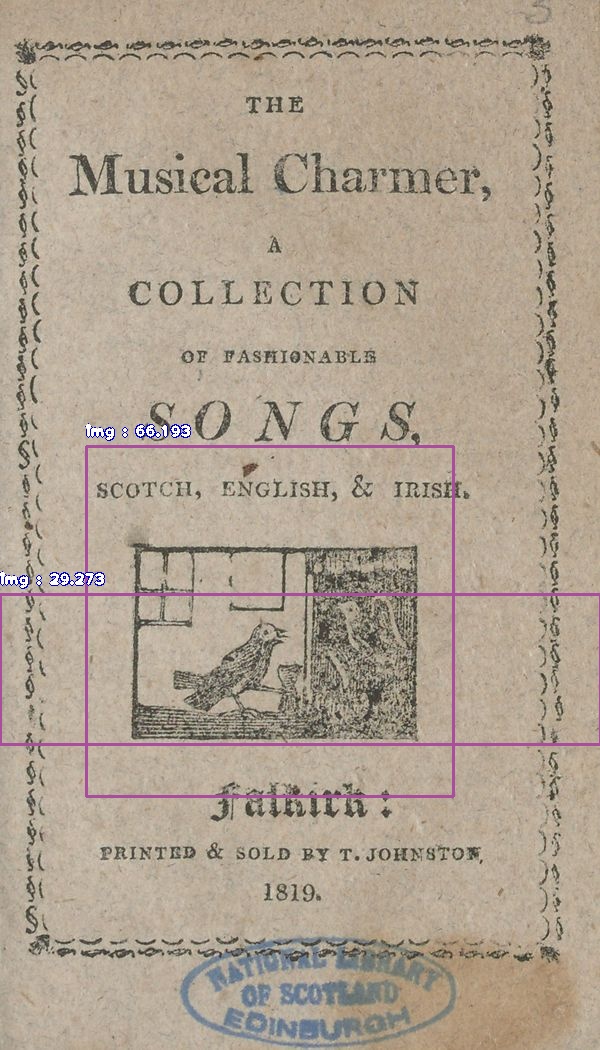 3
THE
Musical Charmer,
A
COLLECTION
OF FASHIONABLE
SONGS,
img : 66.193
SCOTCH, ENGLISH, & IRISH.
img : 29.273
Falkirk:
PRINTED & SOLD BY T. JOHNSTON,
1819.
NATIONAL LIBRARY
OF SCOTLAND
EDINBURGH